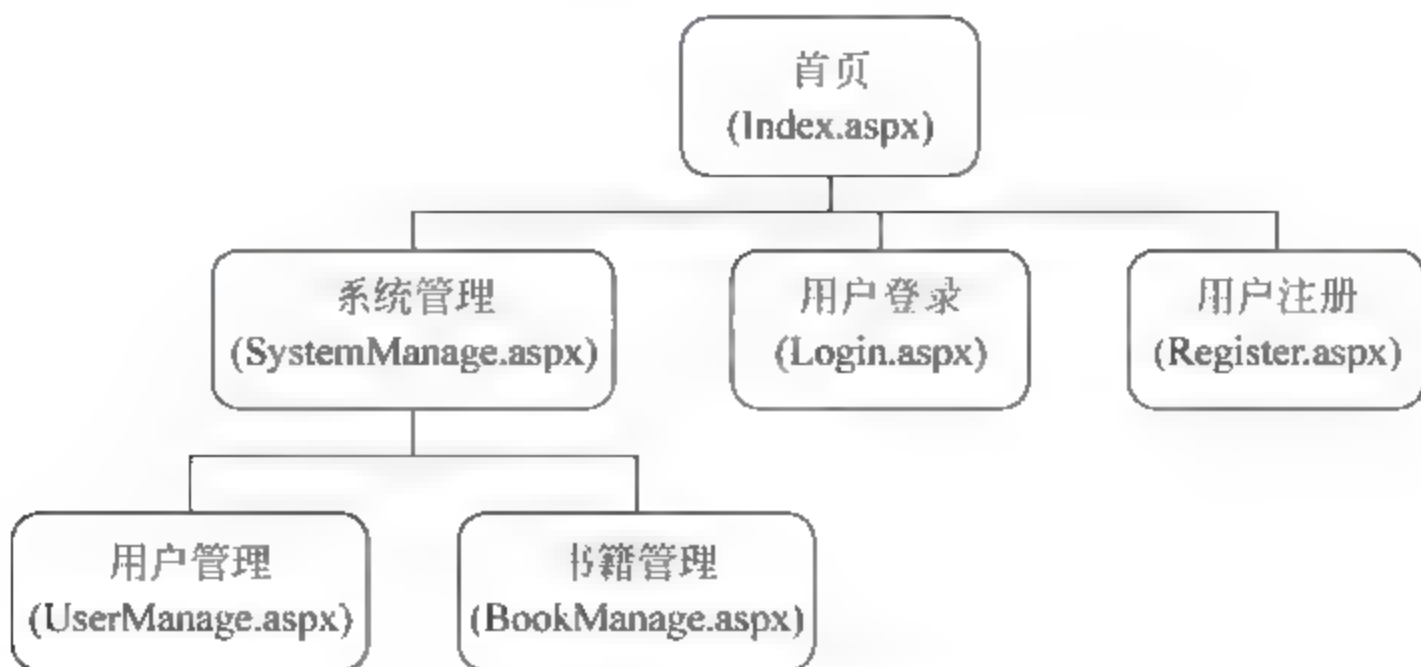 首页
(Index.aspx)
系统管理
(SystemManage.aspx)
用户登录
(Login.aspx)
用户注册
(Register.aspx)
用户管理
(UserManage.aspx)
书籍管理
(BookManage.aspx)